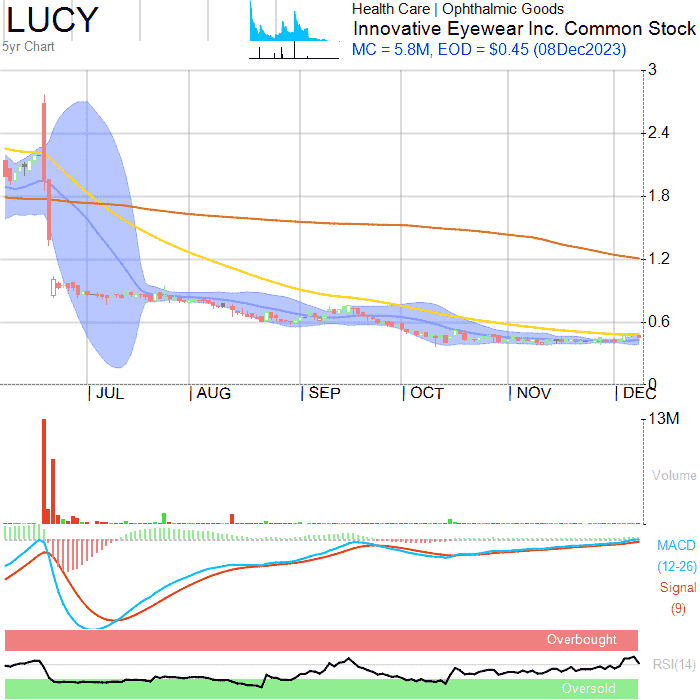 LUCY
5yr Chart
Health Care | Ophthalmic Goods
Innovative Eyewear Inc. Common Stock
MC = 5.8M, EOD = $0.45 (08Dec2023)
3
2.4
1.8
1.2
0.6
0
JUL AUG SEP OCT NOV DEC
13M
Volume
MACD
(12-26)
Signal
(9)
Overbought
RSI(14)
Oversold